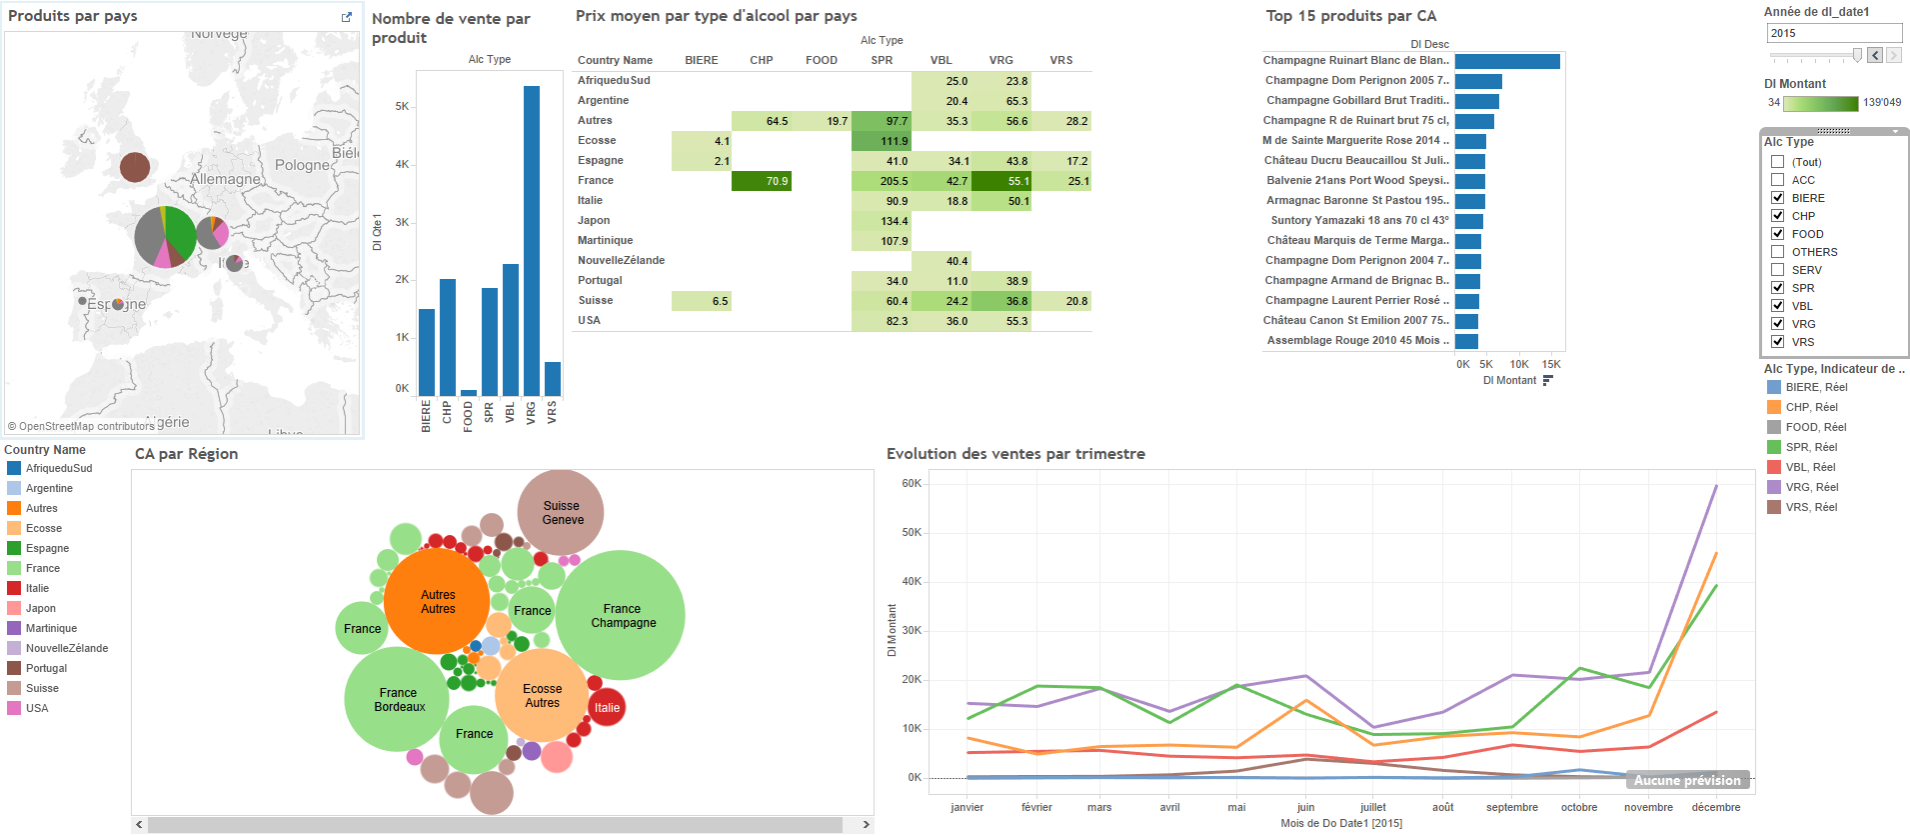 Produits par pays
Norvège
Biél
Pologne
Allemagne
Espagne
Algérie
© OpenStreetMap contributors
Nombre de vente par
produit
Alc Type
Dl Qte1
5K
4K
3K
2K
1K
0K
BIERE
CHP
FOOD
SPR
VBL
VRG
VRS
Prix moyen par type d'alcool par pays
Alc Type
Country Name BIERE CHP FOOD SPR VBL VRG VRS
AfriqueduSud 25.0 23.8
Argentine 20.4 65.3
Autres 64.5 19.7 97.7 35.3 56.6 28.2
Ecosse 4.1 111.9
Espagne 2.1 41.0 34.1 43.8 17.2
France 70.9 205.5 42.7 55.1 25.1
Italie 90.9 18.8 50.1
Japon 134.4
Martinique 107.9
NouvelleZélande 40.4
Portugal 34.0 11.0 38.9
Suisse 6.5 60.4 24.2 36.8 20.8
USA 82.3 36.0 55.3
Top 15 produits par CA
Dl Desc
Champagne Ruinart Blanc de Blan..
Champagne Dom Perignon 2005 7..
Champagne Gobillard Brut Traditi..
Champagne R de Ruinart brut 75 cl,
M de Sainte Marguerite Rose 2014 ..
Château Ducru Beaucaillou St Juli..
Balvenie 21ans Port Wood Speysi..
Armagnac Baronne St Pastou 195..
Suntory Yamazaki 18 ans 70 cl 43°
Château Marquis de Terme Marga..
Champagne Dom Perignon 2004 7..
Champagne Armand de Brignac B..
Champagne Laurent Perrier Rosé ..
Château Canon St Emilion 2007 75..
Assemblage Rouge 2010 45 Mois ..
0K 5K 10K 15K
Dl Montant
Année de dl_date1
2015
Dl Montant
34 139'049
Alc Type
(Tout)
ACC
BIERE
CHP
FOOD
OTHERS
SERV
SPR
VBL
VRG
VRS
Alc Type, Indicateur de ..
BIERE, Réel
CHP, Réel
FOOD, Réel
SPR, Réel
VBL, Réel
VRG, Réel
VRS, Réel
Country Name
AfriqueduSud
Argentine
Autres
Ecosse
Espagne
France
Italie
Japon
Martinique
NouvelleZélande
Portugal
Suisse
USA
CA par Région
Suisse
Geneve
Autres
Autres
France
France
Champagne
France
France
Bordeaux
Ecosse
Autres
Italie
France
Evolution des ventes par trimestre
Dl Montant
60K
50K
40K
30K
20K
10K
0K
Aucune prévision
janvier février mars avril mai juin juillet août septembre octobre novembre décembre
Mois de Do Date1 [2015]